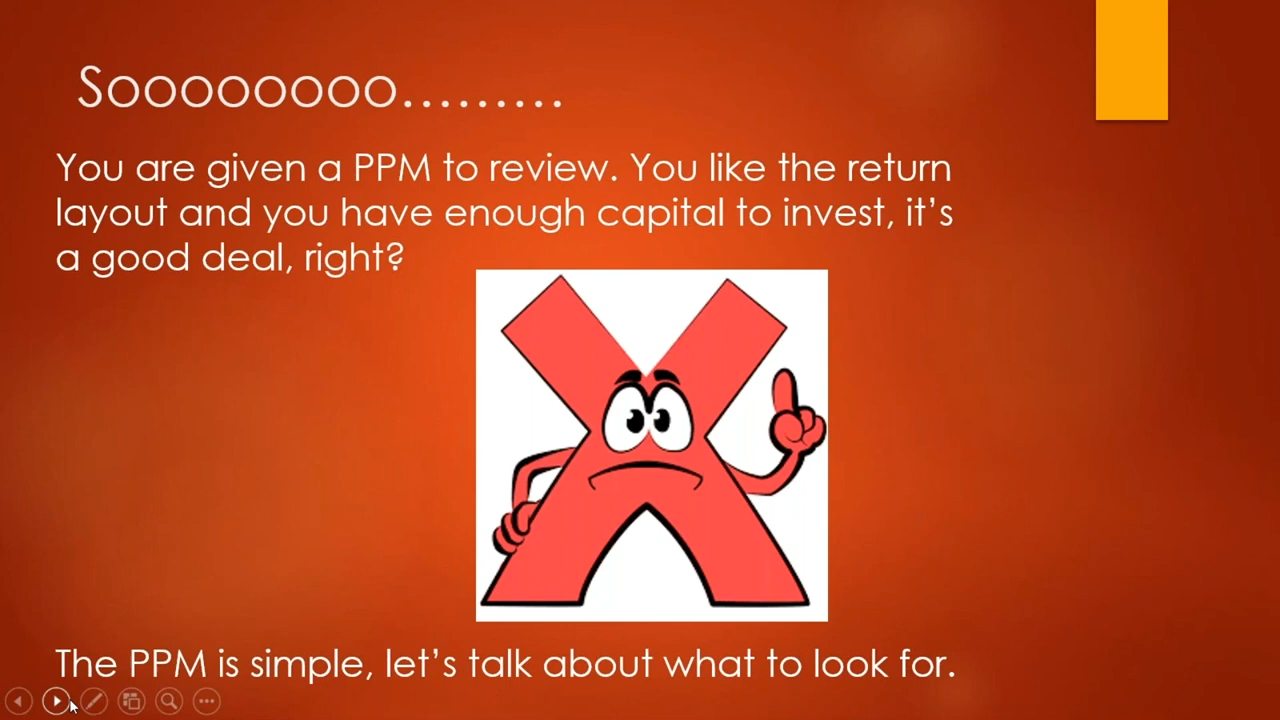 Soooooooo.........
You are given a PPM to review. You like the return
layout and you have enough capital to invest, it’s
a good deal, right?
The PPM is simple, let’s talk about what to look for.